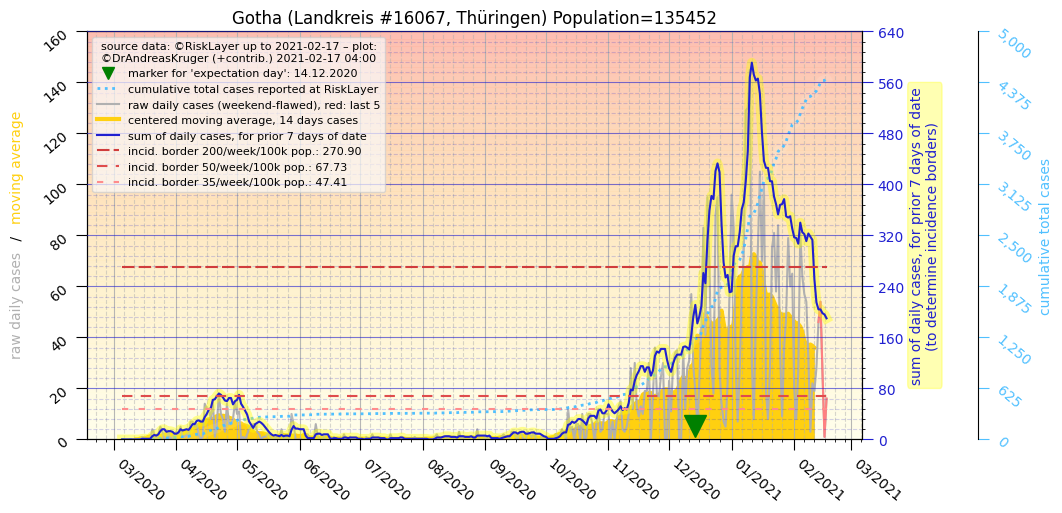 Gotha (Landkreis #16067, Thüringen) Population=135452
source data: ©RiskLayer up to 2021-02-17 – plot:
©DrAndreasKruger (+contrib.) 2021-02-17 04:00
marker for 'expectation day': 14.12.2020
cumulative total cases reported at RiskLayer
raw daily cases (weekend-flawed), red: last 5
centered moving average, 14 days cases
sum of daily cases, for prior 7 days of date
incid. border 200/week/100k pop.: 270.90
incid. border 50/week/100k pop.: 67.73
incid. border 35/week/100k pop.: 47.41
raw daily cases / moving average
160
140
120
100
80
60
40
20
0
03/2020
04/2020
05/2020
06/2020
07/2020
08/2020
09/2020
10/2020
11/2020
12/2020
01/2021
02/2021
03/2021
640
560
480
400
320
240
160
80
0
sum of daily cases, for prior 7 days of date
(to determine incidence borders)
5,000
4,375
3,750
3,125
2,500
1,875
1,250
625
0
cumulative total cases